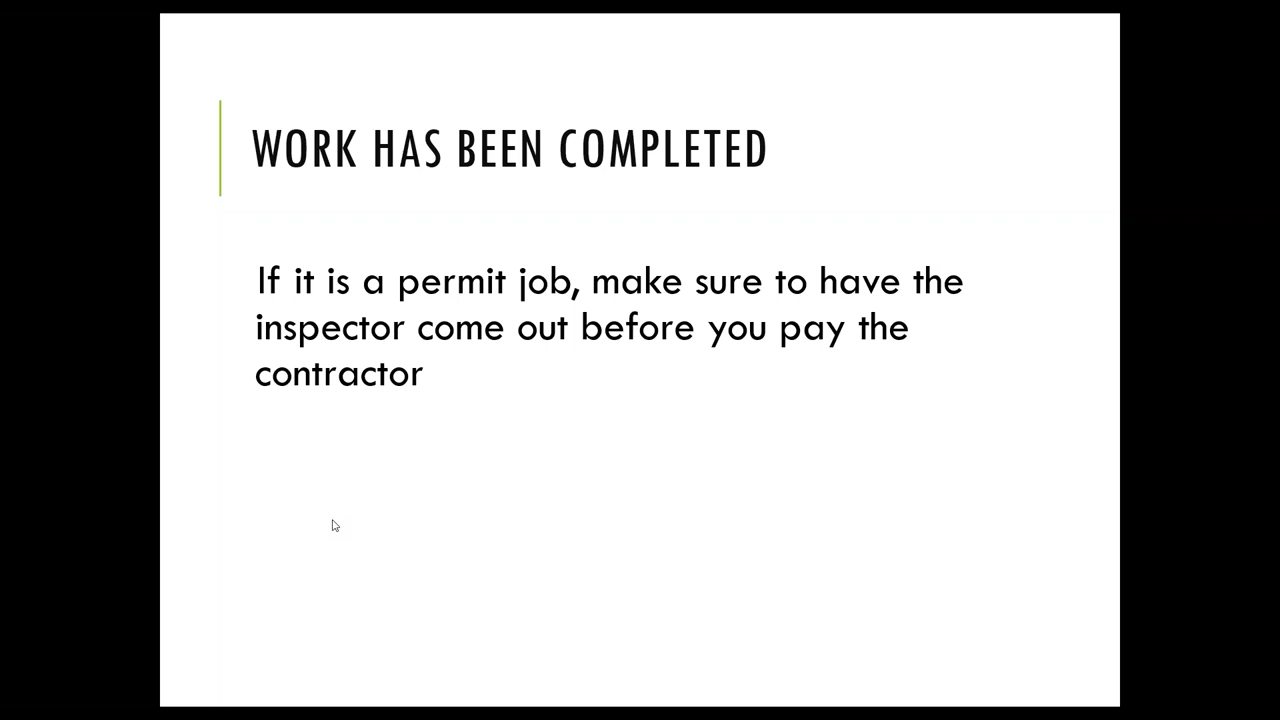 WORK HAS BEEN COMPLETED
If it is a permit job, make sure to have the
inspector come out before you pay the
contractor